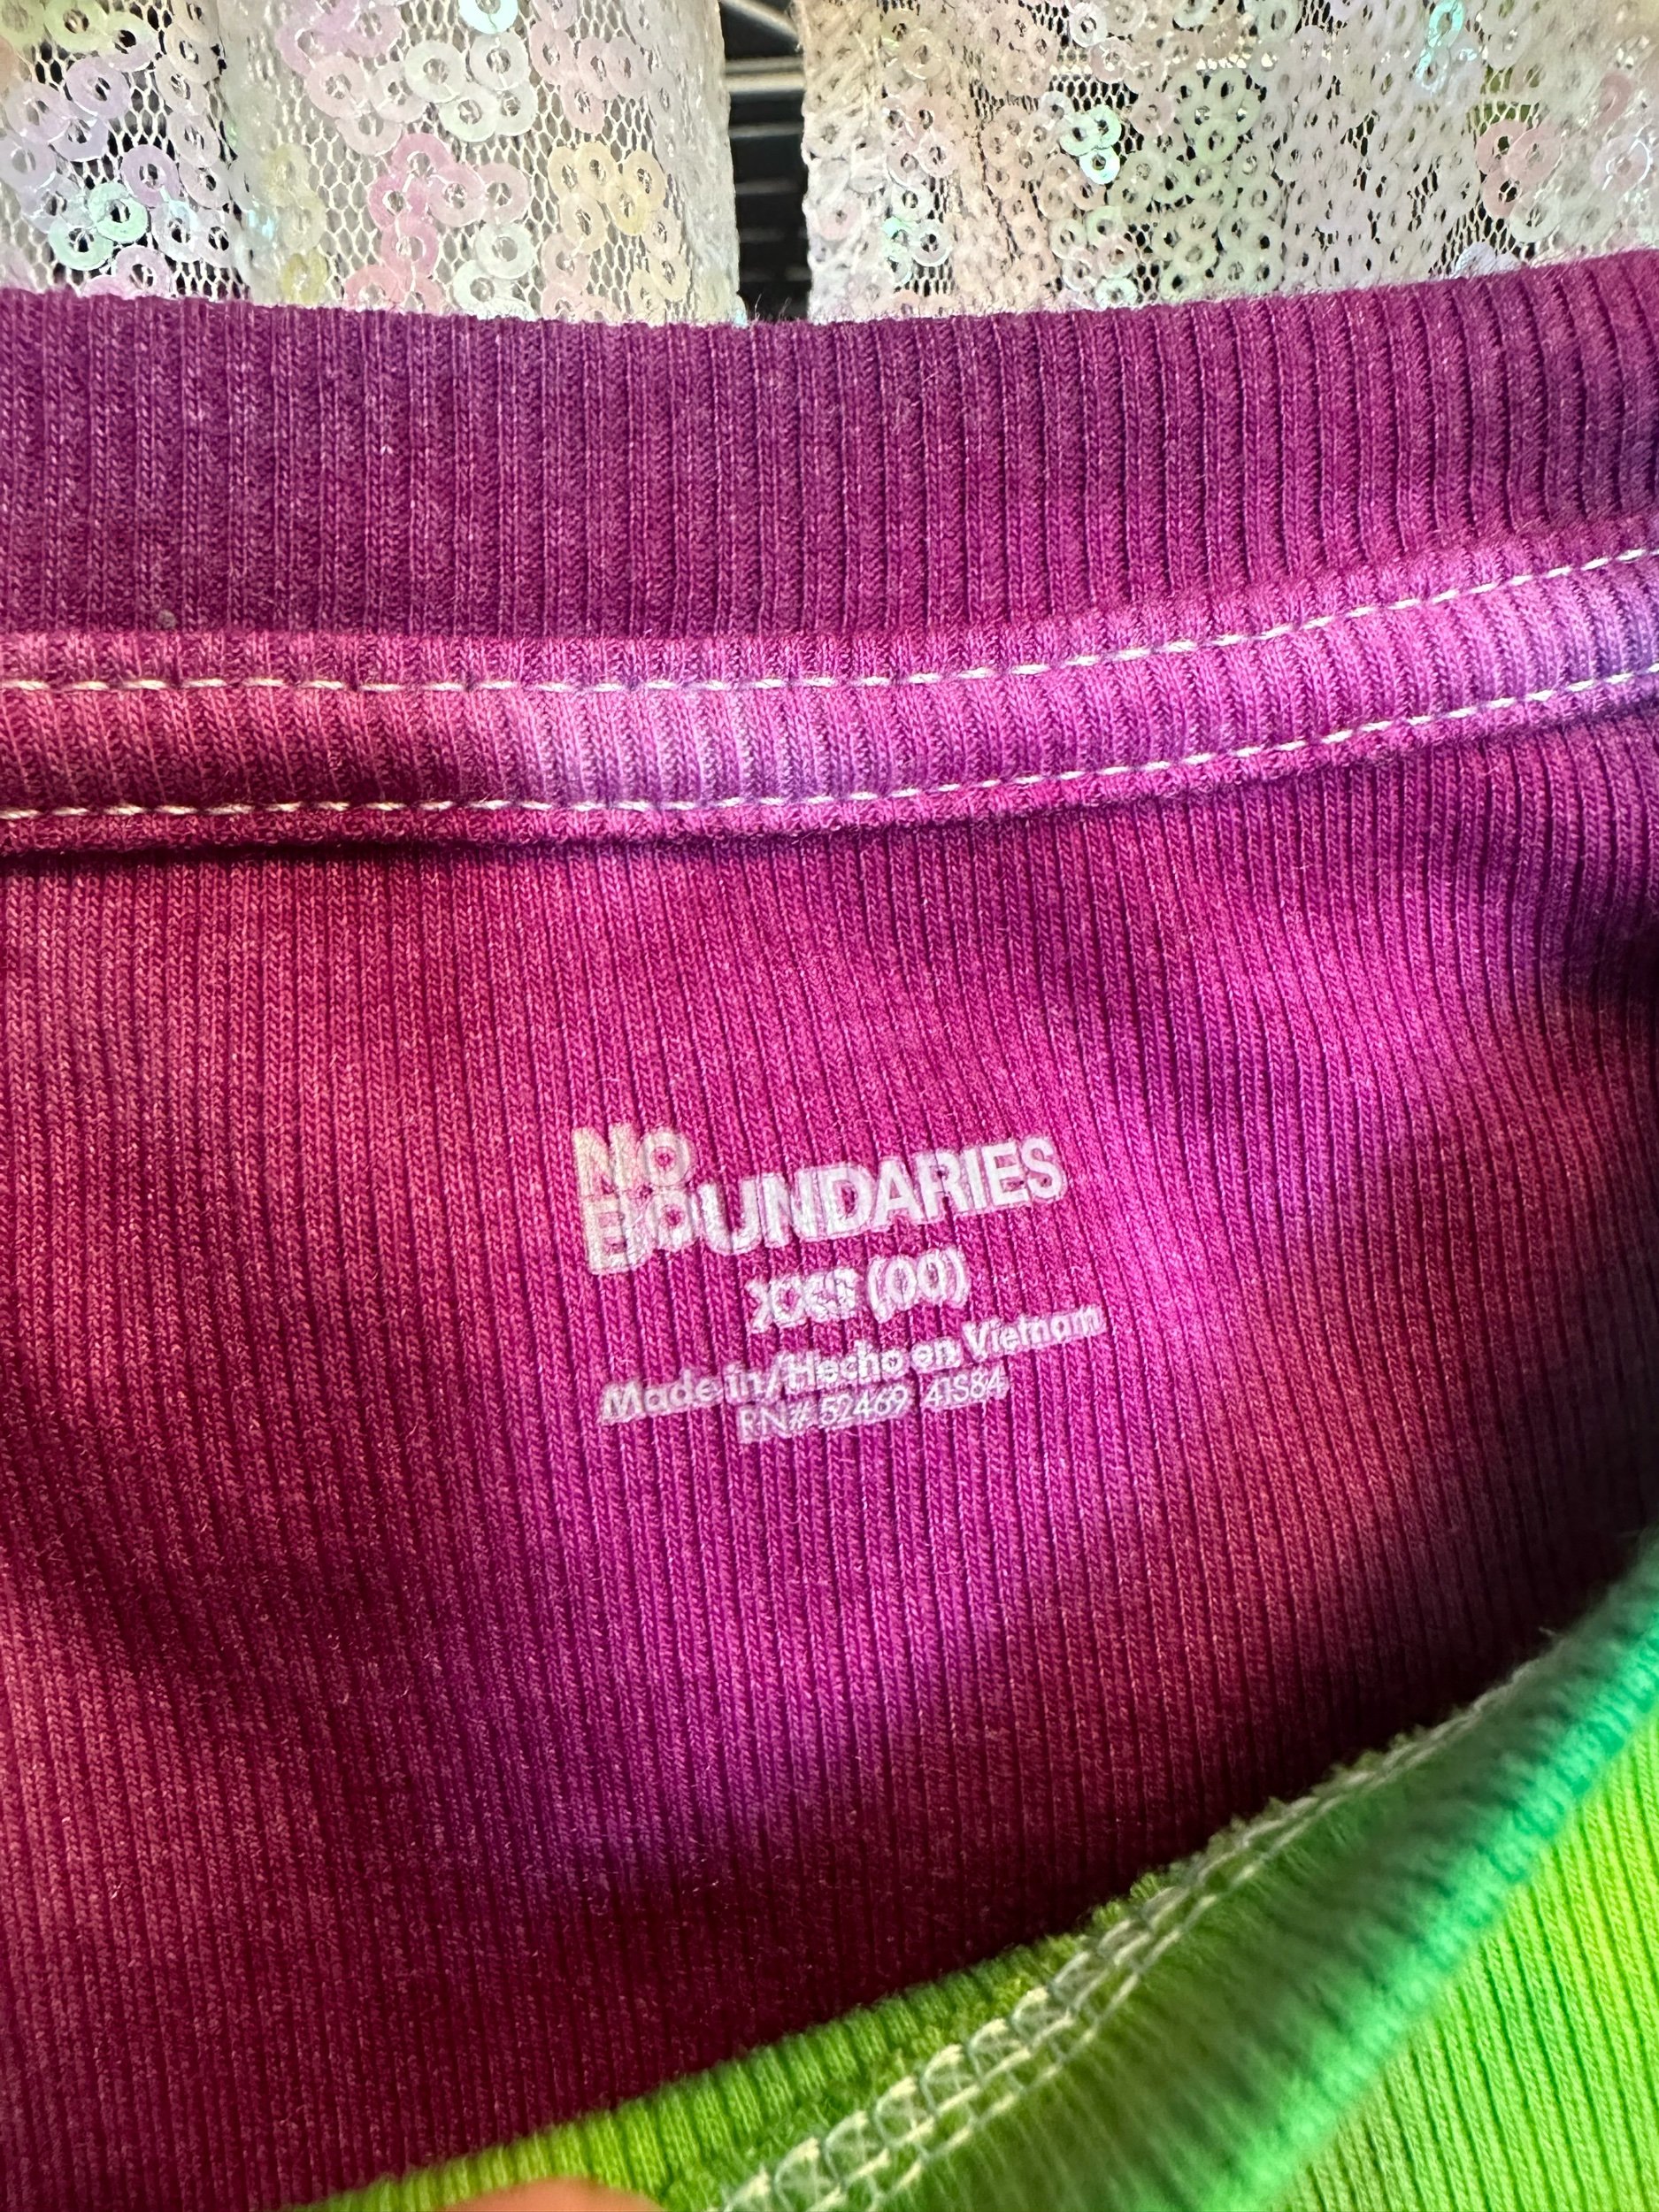 No
BOUNDARIES
XXS (00)
Made in/Hecho en Vietnam
RN# 52469 41S84